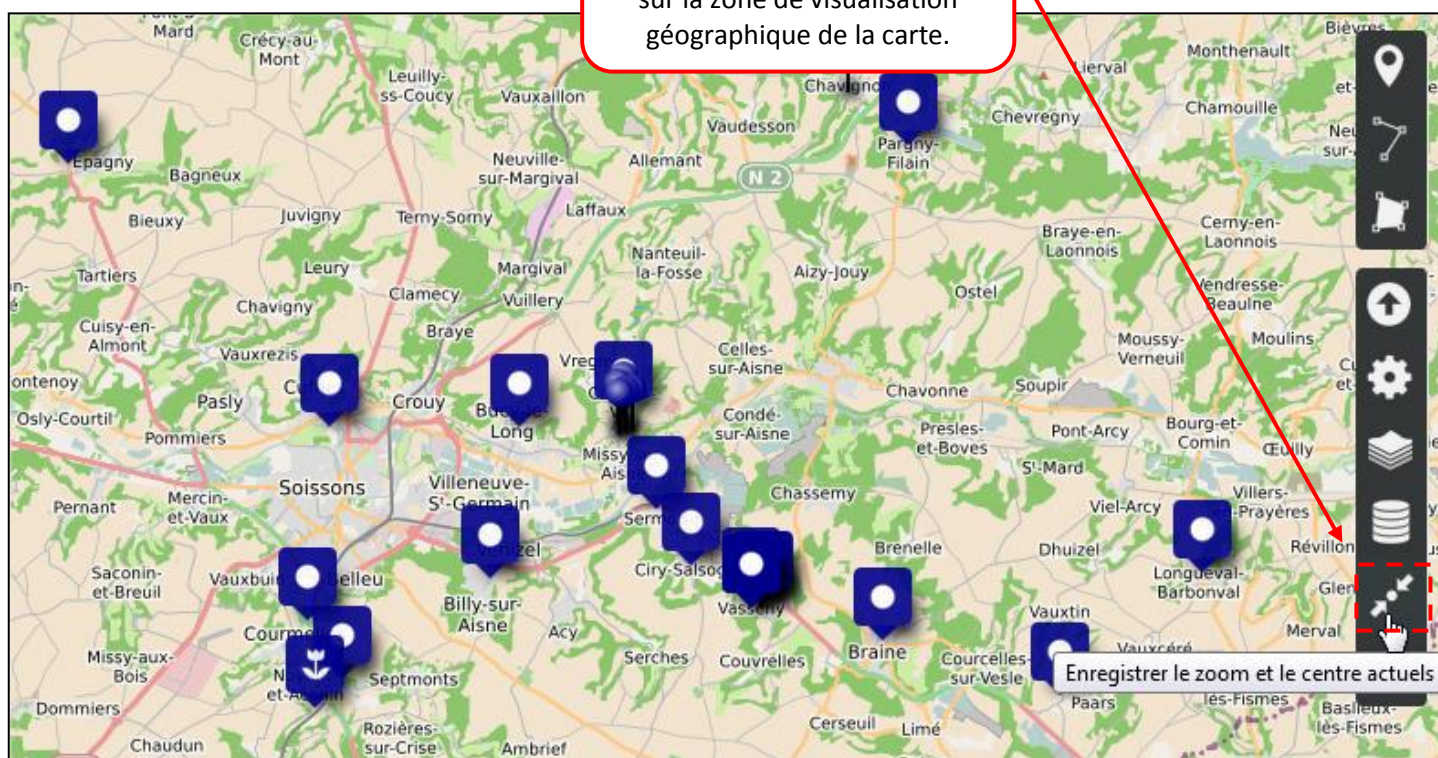 sur la zone de visualisation
géographique de la carte.
Mard
Crécy-au-
Mont
Leuilly-
ss-Coucy
Vauxaillon
Vaudesson
Lierval
Monthenault
Chamouille
Chevregny
Pargny-
Filain
Epagny
Bagneux
Neuville-
sur-Margival
Allemant
N 2
Bieuxy
Juvigny
Terny-Sorny
Laffaux
Braye-en-
Laonnois
Cerny-en-
Laonnois
Tartiers
Leury
Margival
Nanteuil-
la-Fosse
Aizy-Jouy
Ostel
Vendresse-
Beaulne
Chavigny
Clamecy
Vuillery
Cuisy-en-
Almont
Vauxrezis
Braye
Celles-
sur-Aisne
Moussy-
Verneuil
Moulins
Pasly
Crouy
Long
Chavonne
Soupir
Osly-Courtil
Pommiers
Condé-
sur-Aisne
Presles-
et-Boves
Pont-Arcy
Bourg-et-
Comin
Œuilly
Soissons
Villeneuve-
Sᵗ-Germain
Chassemy
Sᵗ-Mard
Pernant
Mercin-
et-Vaux
Viel-Arcy
Villers-
Brenelle
Dhuizel
Révillon
Saconin-
et-Breuil
Longueval-
Barbonval
Billy-sur-
Aisne
Acy
Vauxtin
Merval
Missy-aux-
Bois
Septmonts
Serches
Couvrelles
Braine
Courcelles-
sur-Vesle
Vauxcéré
Enregistrer le zoom et le centre actuels
Dommiers
Paars
les-Fismes
Baslieux-
lès-Fismes
Chaudun
Rozières-
sur-Crise
Ambrief
Cerseuil
Limé